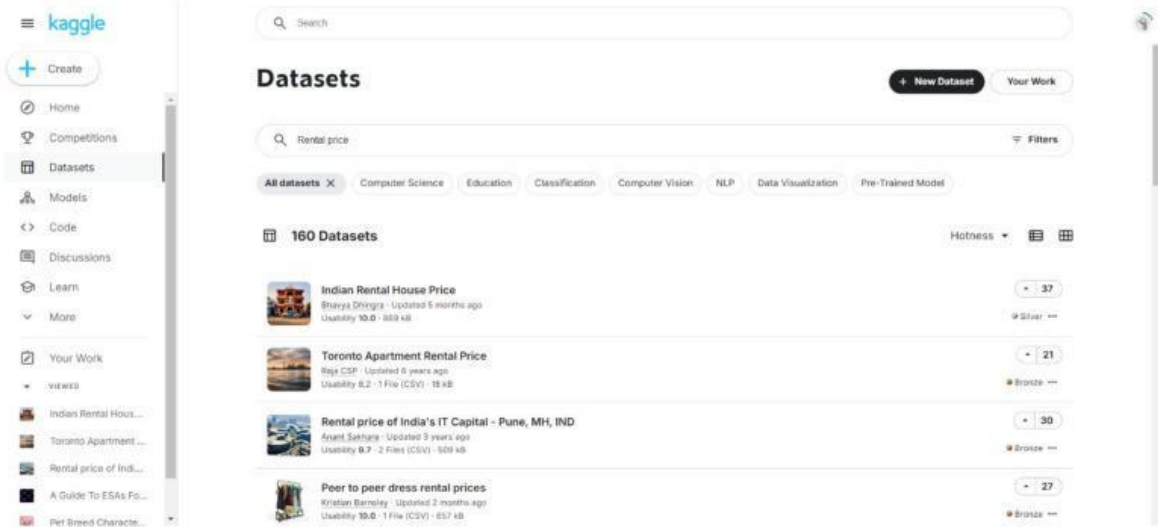 kaggle
Create
Home
Competitions
Datasets
Models
Code
Discussions
Learn
More
Your Work
VIEWED
Indian Rental Hous...
Toronto Apartment ...
Rental price of Indi...
A Guide To ESAs Fo...
Pet Breed Characte...
Search
Datasets
+ New Dataset
Your Work
Rental price
Filters
All datasets X
Computer Science
Education
Classification
Computer Vision
NLP
Data Visualization
Pre-Trained Model
160 Datasets
Hotness
Indian Rental House Price
Bhavya Dhingra · Updated 5 months ago
Usability 10.0 · 889 kB
37
Silver ···
Toronto Apartment Rental Price
Raja CSP · Updated 6 years ago
Usability 8.2 · 1 File (CSV) · 18 kB
21
Bronze ···
Rental price of India's IT Capital - Pune, MH, IND
Anant Sakhare · Updated 3 years ago
Usability 9.7 · 2 Files (CSV) · 509 kB
30
Bronze ···
Peer to peer dress rental prices
Kristian Barnsley · Updated 2 months ago
Usability 10.0 · 1 File (CSV) · 657 kB
27
Bronze ···